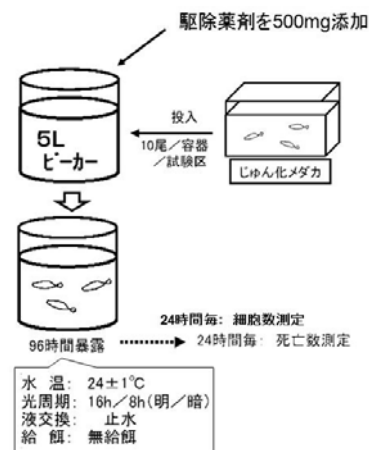 駆除薬剤を500mg添加
5L
ビーカー
投入
10尾／容器
／試験区
じゅん化メダカ
24時間毎: 細胞数測定
96時間暴露
24時間毎: 死亡数測定
水 温: 24±1℃
光周期: 16h／8h(明／暗)
液交換: 止水
給 餌: 無給餌